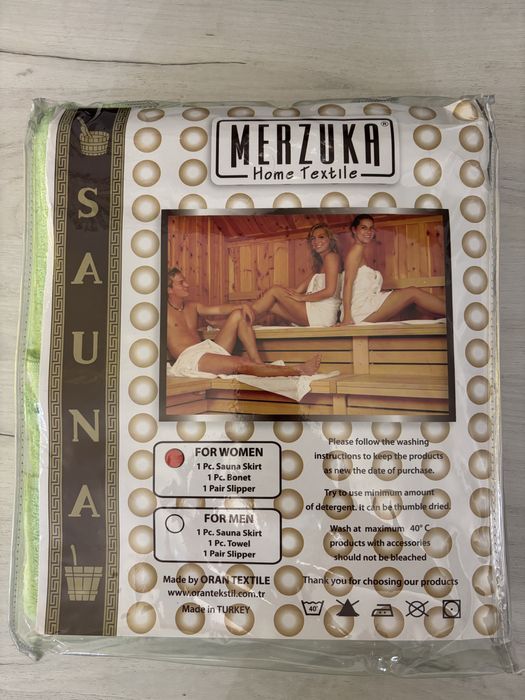 MERZUKA®
Home Textile
SAUNA
FOR WOMEN
1 Pc. Sauna Skirt
1 Pc. Bonet
1 Pair Slipper
FOR MEN
1 Pc. Sauna Skirt
1 Pc. Towel
1 Pair Slipper
Made by ORAN TEXTILE
www.orantekstil.com.tr
Made in TURKEY
Please follow the washing
instructions to keep the products
as new the date of purchase.
Try to use minimum amount
of detergent. it can be thumble dried.
Wash at maximum 40° C
products with accessories
should not be bleached
Thank you for choosing our products
40°